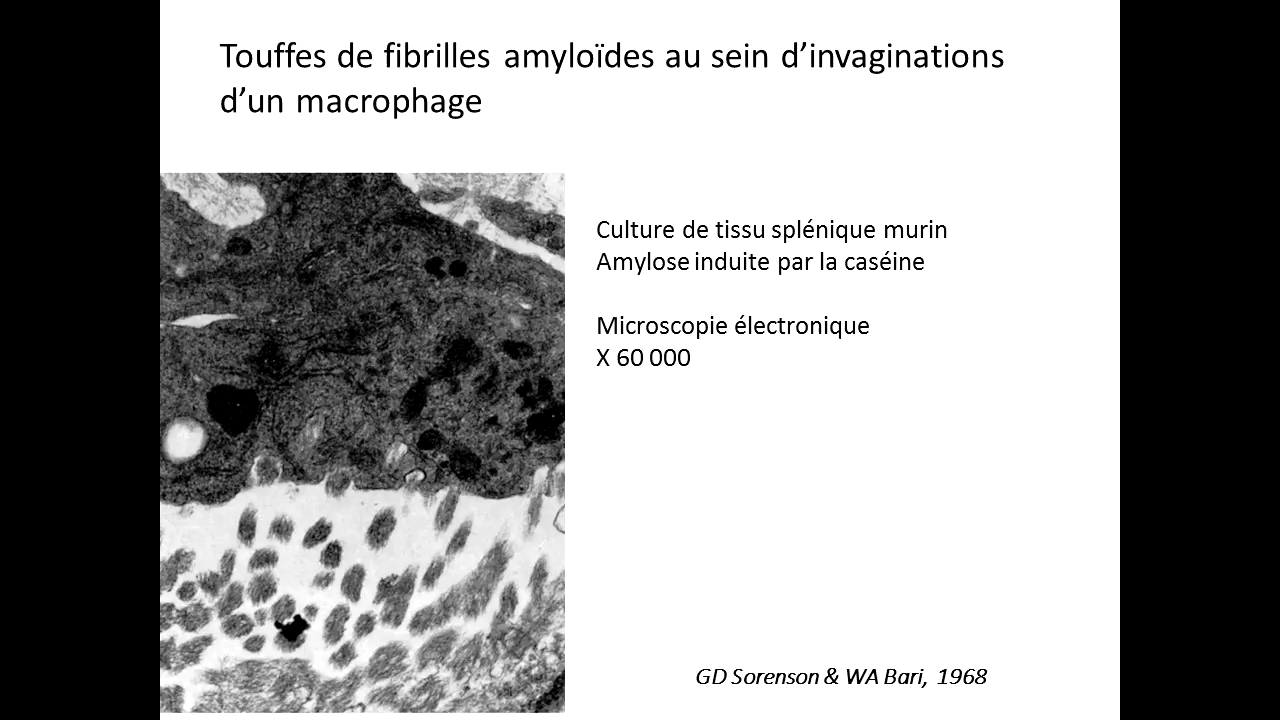 Touffes de fibrilles amyloïdes au sein d’invaginations
d’un macrophage
Culture de tissu splénique murin
Amylose induite par la caséine
Microscopie électronique
X 60 000
GD Sorenson & WA Bari, 1968